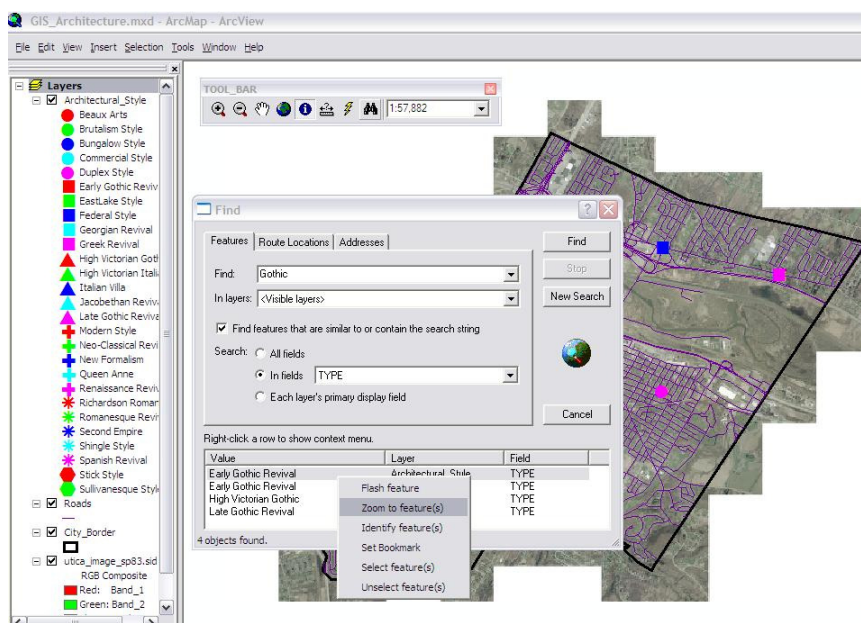 GIS_Architecture.mxd - ArcMap - ArcView
File Edit View Insert Selection Tools Window Help
Layers
Architectural_Style
Beaux Arts
Brutalism Style
Bungalow Style
Commercial Style
Duplex Style
Early Gothic Reviv
EastLake Style
Federal Style
Georgian Revival
Greek Revival
High Victorian Goth
High Victorian Itali
Italian Villa
Jacobethan Reviva
Late Gothic Reviva
Modern Style
Neo-Classical Revi
New Formalism
Queen Anne
Renaissance Reviv
Richardson Roman
Romanesque Reviv
Second Empire
Shingle Style
Spanish Revival
Stick Style
Sullivanesque Style
Roads
City_Border
utica_image_sp83.sid
RGB Composite
Red: Band_1
Green: Band_2
TOOL_BAR
1:57,882
Find
Features Route Locations Addresses
Find: Gothic
In layers: <Visible layers>
Find features that are similar to or contain the search string
Search: All fields
In fields TYPE
Each layer's primary display field
Find
Stop
New Search
Cancel
Right-click a row to show context menu.
Value Layer Field
Early Gothic Revival Architectural_Style TYPE
Early Gothic Revival TYPE
High Victorian Gothic TYPE
Late Gothic Revival TYPE
4 objects found.
Flash feature
Zoom to feature(s)
Identify feature(s)
Set Bookmark
Select feature(s)
Unselect feature(s)